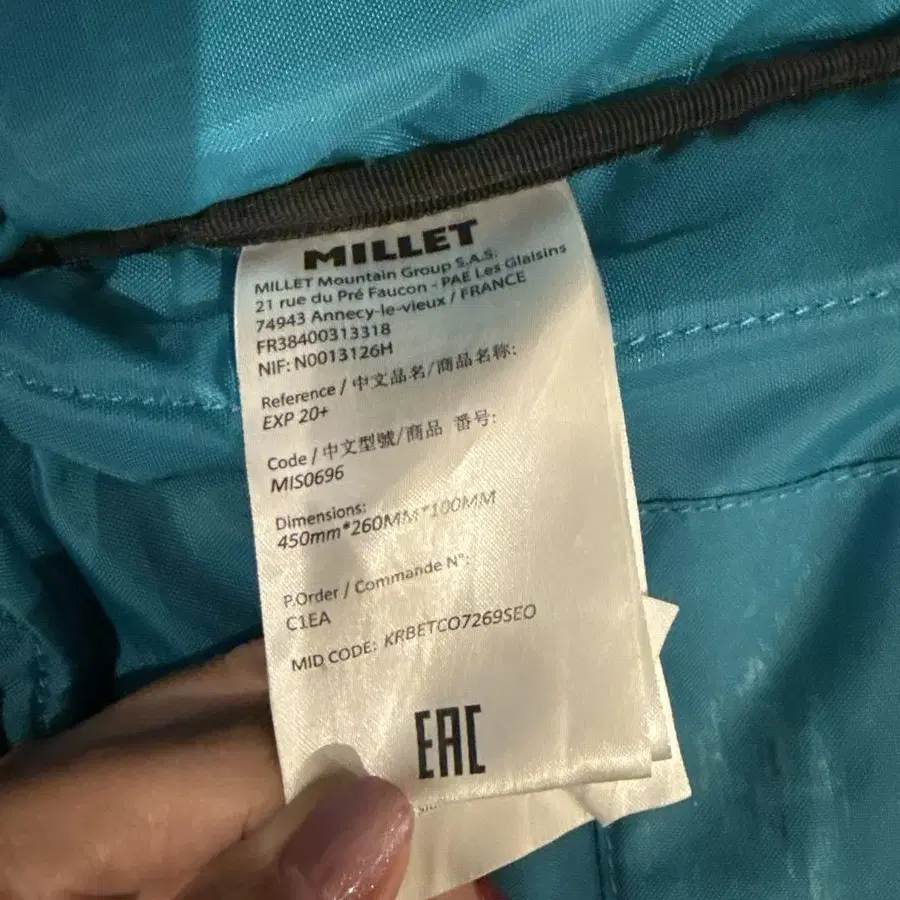 MILLET
MILLET Mountain Group S.A.S.
21 rue du Pré Faucon - PAE Les Glaisins
74943 Annecy-le-vieux / FRANCE
FR38400313318
NIF: N0013126H
Reference / 中文品名/商品名称:
EXP 20+
Code / 中文型號/商品 番号:
MIS0696
Dimensions:
450mm*260MM*100MM
P.Order / Commande N°:
C1EA
MID CODE: KRBETCO7269SEO
EAC